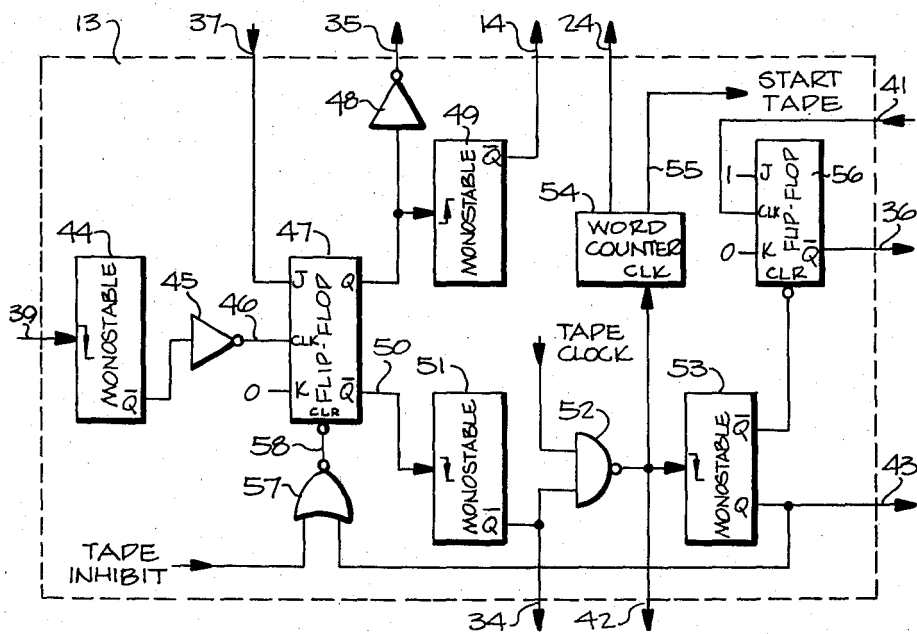 13
37
35
14
24
START
TAPE
41
48
49
Q̅
MONOSTABLE
55
54
WORD
COUNTER
CLK
1
J
CLK
0
K
Q̅
CLR
FLIP-FLOP
56
36
44
MONOSTABLE
Q̅
39
45
46
47
J
Q
CLK
0
K
Q̅
CLR
FLIP-FLOP
50
58
57
51
MONOSTABLE
Q̅
TAPE
CLOCK
52
53
MONOSTABLE
Q̅
Q
43
TAPE
INHIBIT
34
42